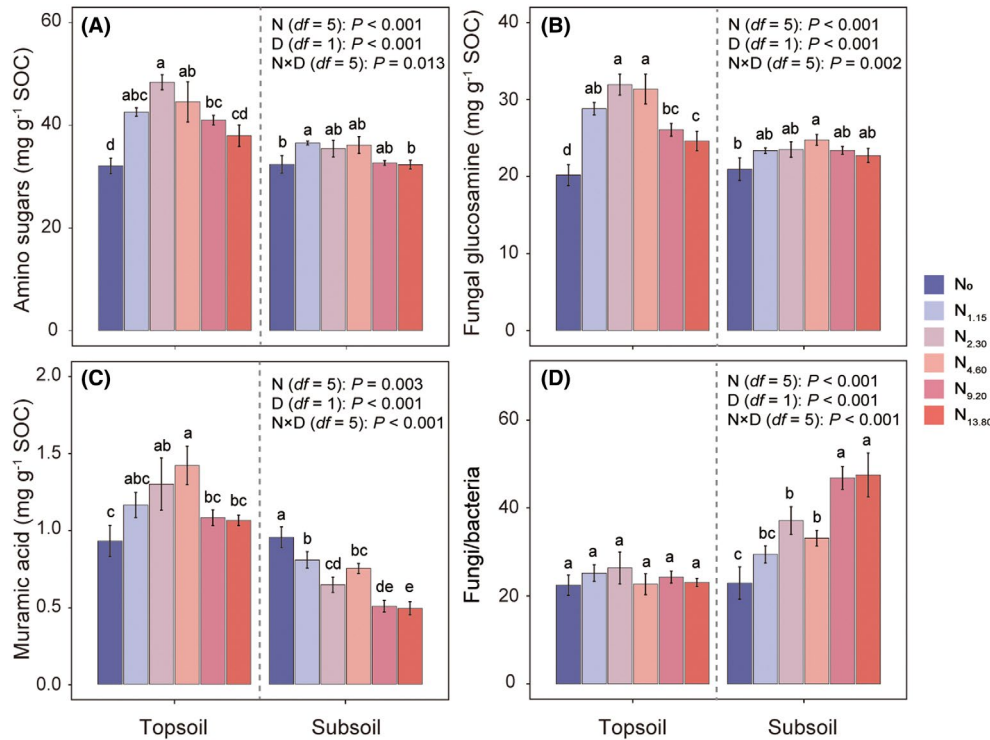 (A)
N (df = 5): P < 0.001
D (df = 1): P < 0.001
N×D (df = 5): P = 0.013
Amino sugars (mg g⁻¹ SOC)
60
40
20
0
d
abc
a
ab
bc
cd
b
a
ab
ab
ab
b
(B)
N (df = 5): P < 0.001
D (df = 1): P < 0.001
N×D (df = 5): P = 0.002
Fungal glucosamine (mg g⁻¹ SOC)
40
30
20
10
0
d
ab
a
a
bc
c
b
ab
ab
a
ab
ab
(C)
N (df = 5): P = 0.003
D (df = 1): P < 0.001
N×D (df = 5): P < 0.001
Muramic acid (mg g⁻¹ SOC)
2.0
1.5
1.0
0.5
0.0
c
abc
ab
a
bc
bc
a
b
cd
bc
de
e
Topsoil
Subsoil
(D)
N (df = 5): P < 0.001
D (df = 1): P < 0.001
N×D (df = 5): P < 0.001
Fungi/bacteria
60
40
20
0
a
a
a
a
a
a
c
bc
b
b
a
a
Topsoil
Subsoil
N₀
N₁.₁₅
N₂.₃₀
N₄.₆₀
N₉.₂₀
N₁₃.₈₀